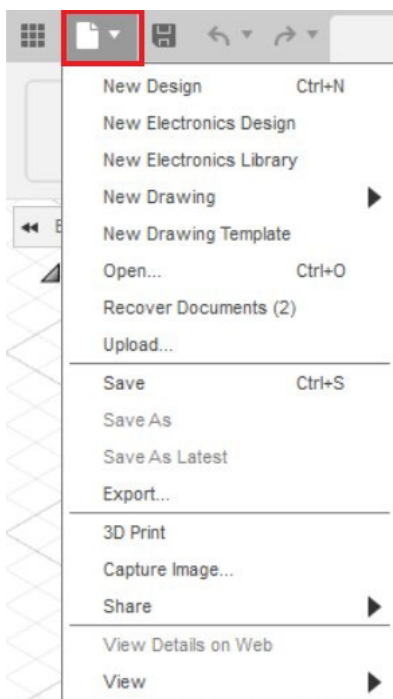 New Design Ctrl+N
New Electronics Design
New Electronics Library
New Drawing
New Drawing Template
Open... Ctrl+O
Recover Documents (2)
Upload...
Save Ctrl+S
Save As
Save As Latest
Export...
3D Print
Capture Image...
Share
View Details on Web
View